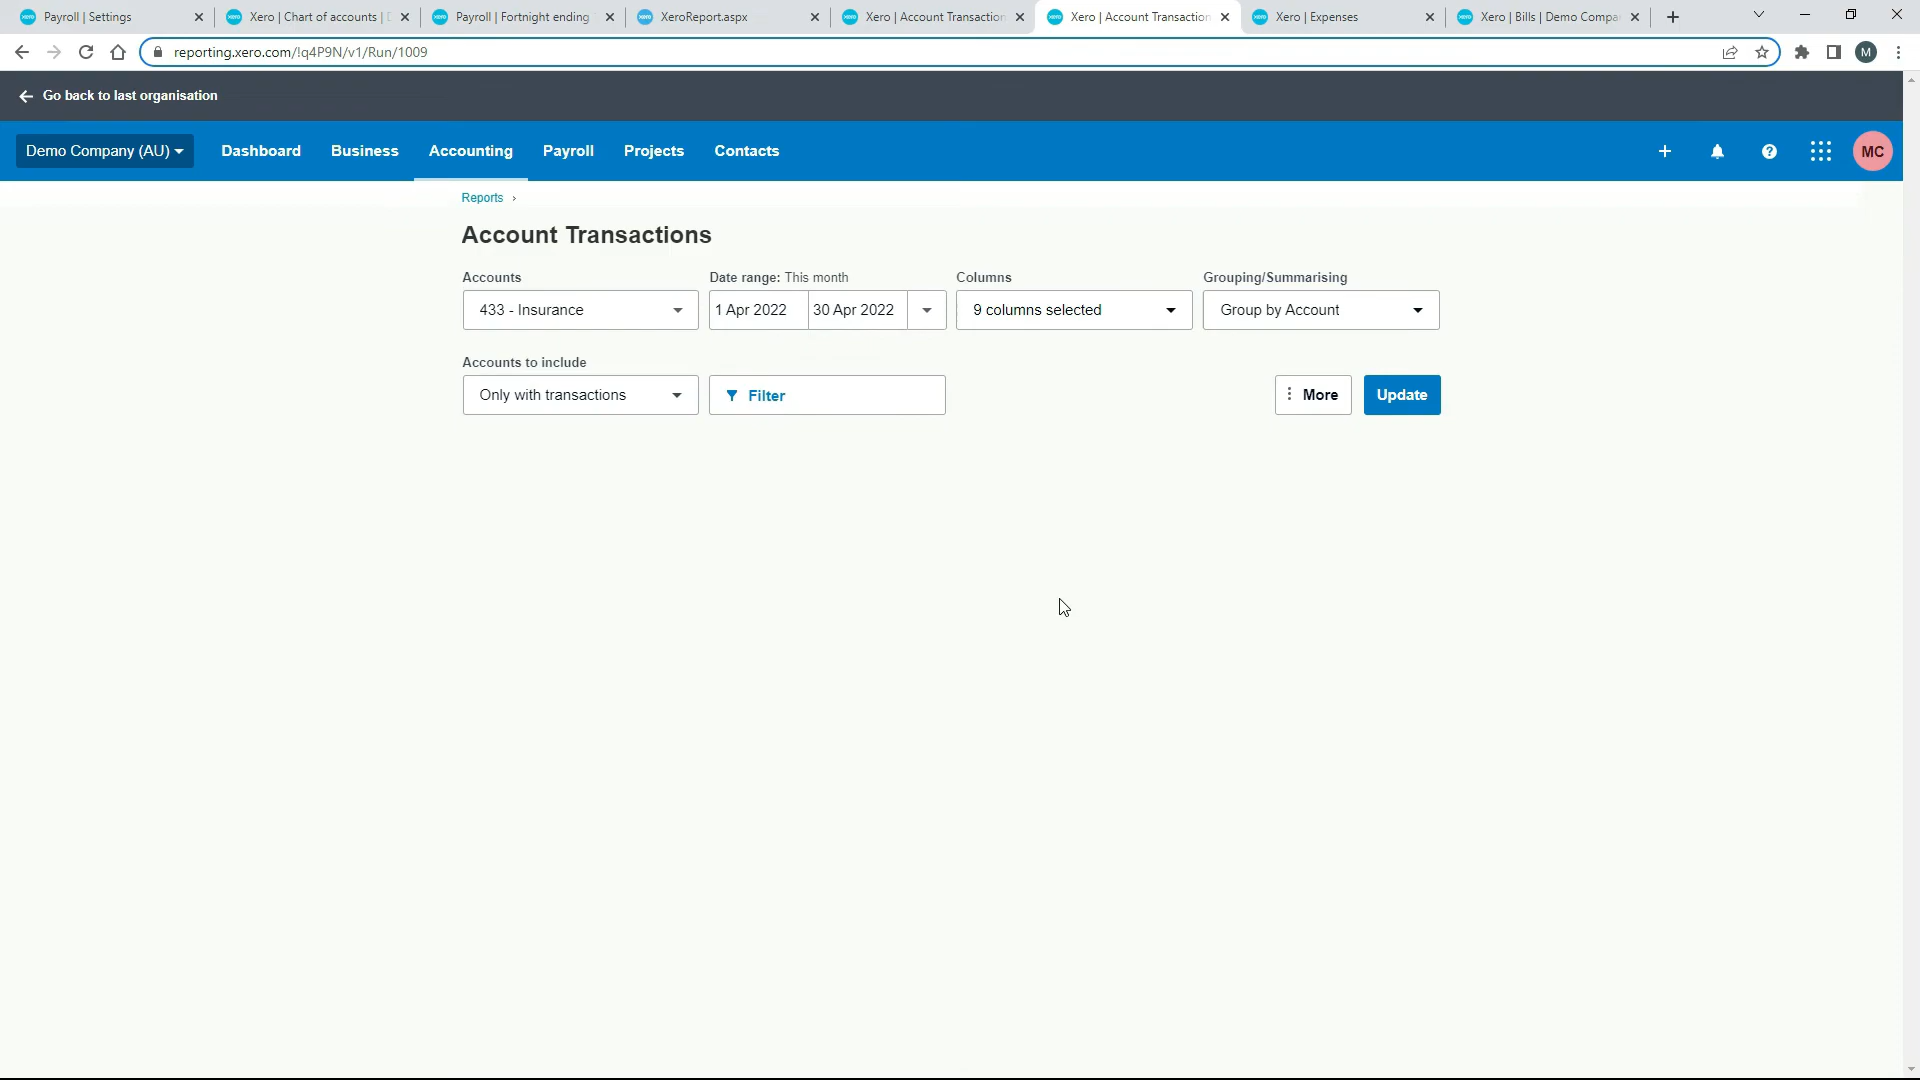 Payroll | Settings
Xero | Chart of accounts |
Payroll | Fortnight ending
XeroReport.aspx
Xero | Account Transaction
Xero | Account Transaction
Xero | Expenses
Xero | Bills | Demo Compa
reporting.xero.com/!q4P9N/v1/Run/1009
M
Go back to last organisation
Demo Company (AU)
Dashboard
Business
Accounting
Payroll
Projects
Contacts
MC
Reports ›
Account Transactions
Accounts
Date range: This month
Columns
Grouping/Summarising
433 - Insurance
1 Apr 2022
30 Apr 2022
9 columns selected
Group by Account
Accounts to include
Only with transactions
Filter
More
Update